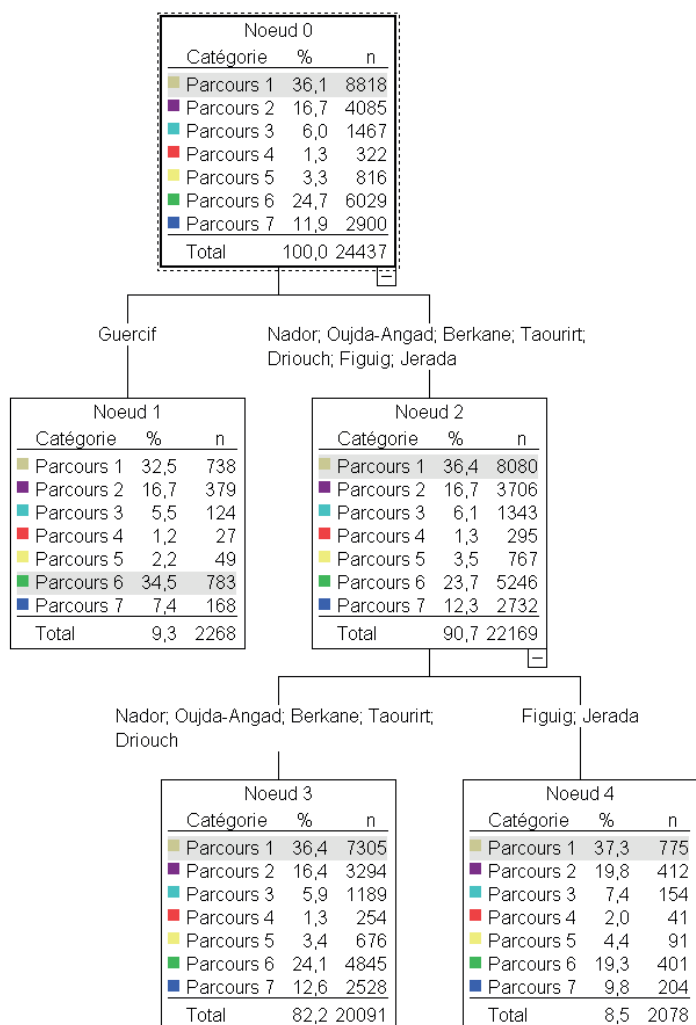 Noeud 0
Catégorie % n
Parcours 1 36,1 8818
Parcours 2 16,7 4085
Parcours 3 6,0 1467
Parcours 4 1,3 322
Parcours 5 3,3 816
Parcours 6 24,7 6029
Parcours 7 11,9 2900
Total 100,0 24437
Guercif
Nador; Oujda-Angad; Berkane; Taourirt;
Driouch; Figuig; Jerada
Noeud 1
Catégorie % n
Parcours 1 32,5 738
Parcours 2 16,7 379
Parcours 3 5,5 124
Parcours 4 1,2 27
Parcours 5 2,2 49
Parcours 6 34,5 783
Parcours 7 7,4 168
Total 9,3 2268
Noeud 2
Catégorie % n
Parcours 1 36,4 8080
Parcours 2 16,7 3706
Parcours 3 6,1 1343
Parcours 4 1,3 295
Parcours 5 3,5 767
Parcours 6 23,7 5246
Parcours 7 12,3 2732
Total 90,7 22169
Nador; Oujda-Angad; Berkane; Taourirt;
Driouch
Figuig; Jerada
Noeud 3
Catégorie % n
Parcours 1 36,4 7305
Parcours 2 16,4 3294
Parcours 3 5,9 1189
Parcours 4 1,3 254
Parcours 5 3,4 676
Parcours 6 24,1 4845
Parcours 7 12,6 2528
Total 82,2 20091
Noeud 4
Catégorie % n
Parcours 1 37,3 775
Parcours 2 19,8 412
Parcours 3 7,4 154
Parcours 4 2,0 41
Parcours 5 4,4 91
Parcours 6 19,3 401
Parcours 7 9,8 204
Total 8,5 2078